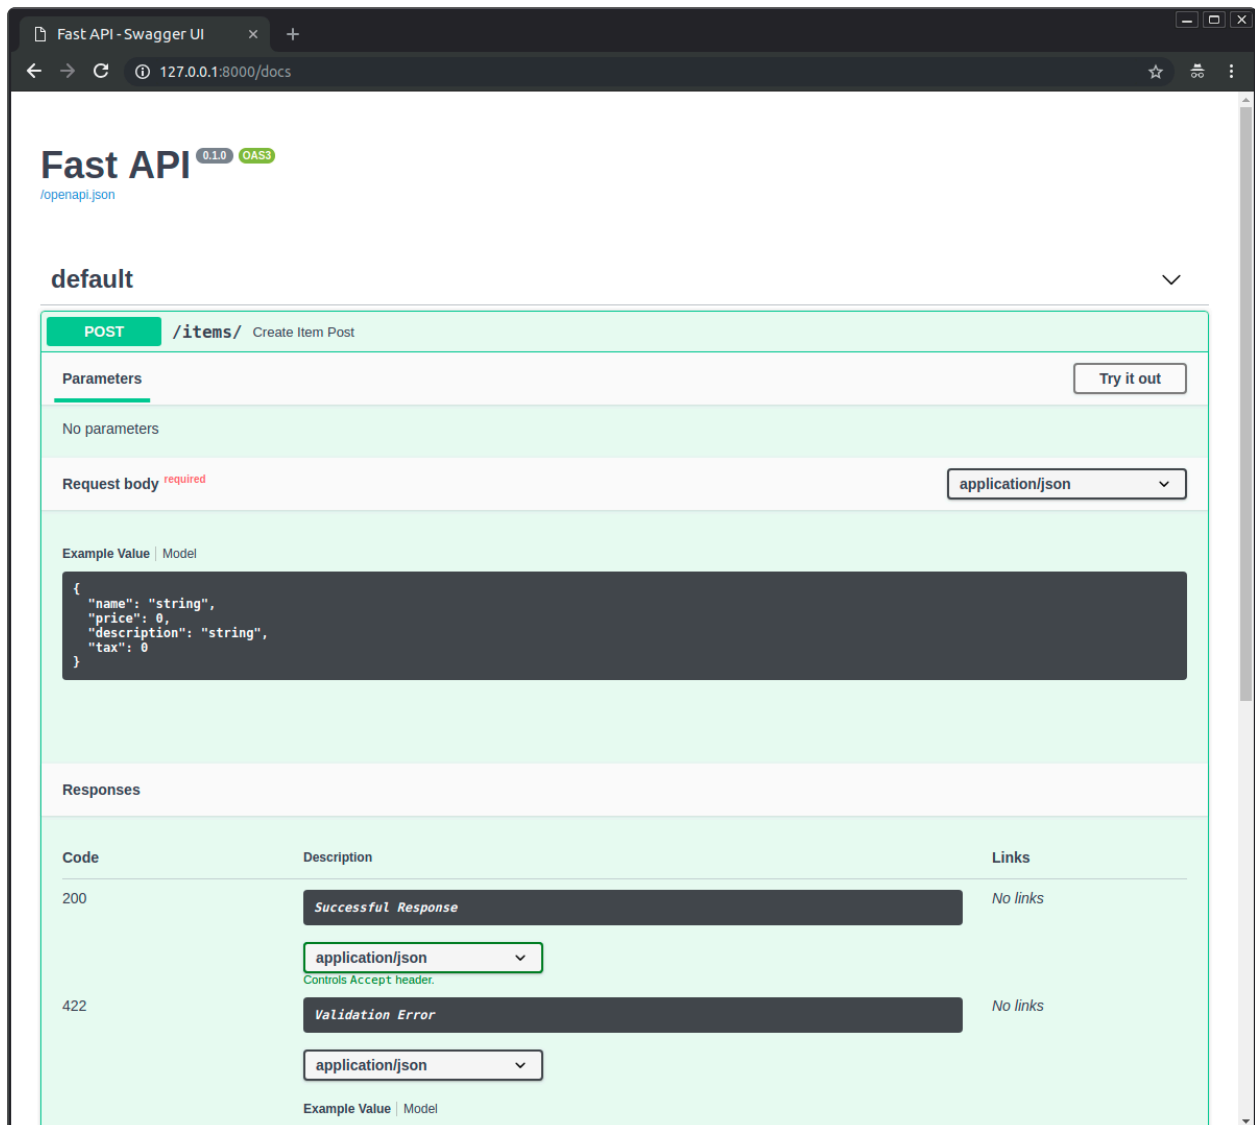 Fast API - Swagger UI
127.0.0.1:8000/docs
Fast API 0.1.0 OAS3
/openapi.json
default
POST /items/ Create Item Post
Parameters Try it out
No parameters
Request body required application/json
Example Value Model
{
"name": "string",
"price": 0,
"description": "string",
"tax": 0
}
Responses
Code Description Links
200 Successful Response No links
application/json
Controls Accept header.
422 Validation Error No links
application/json
Example Value Model